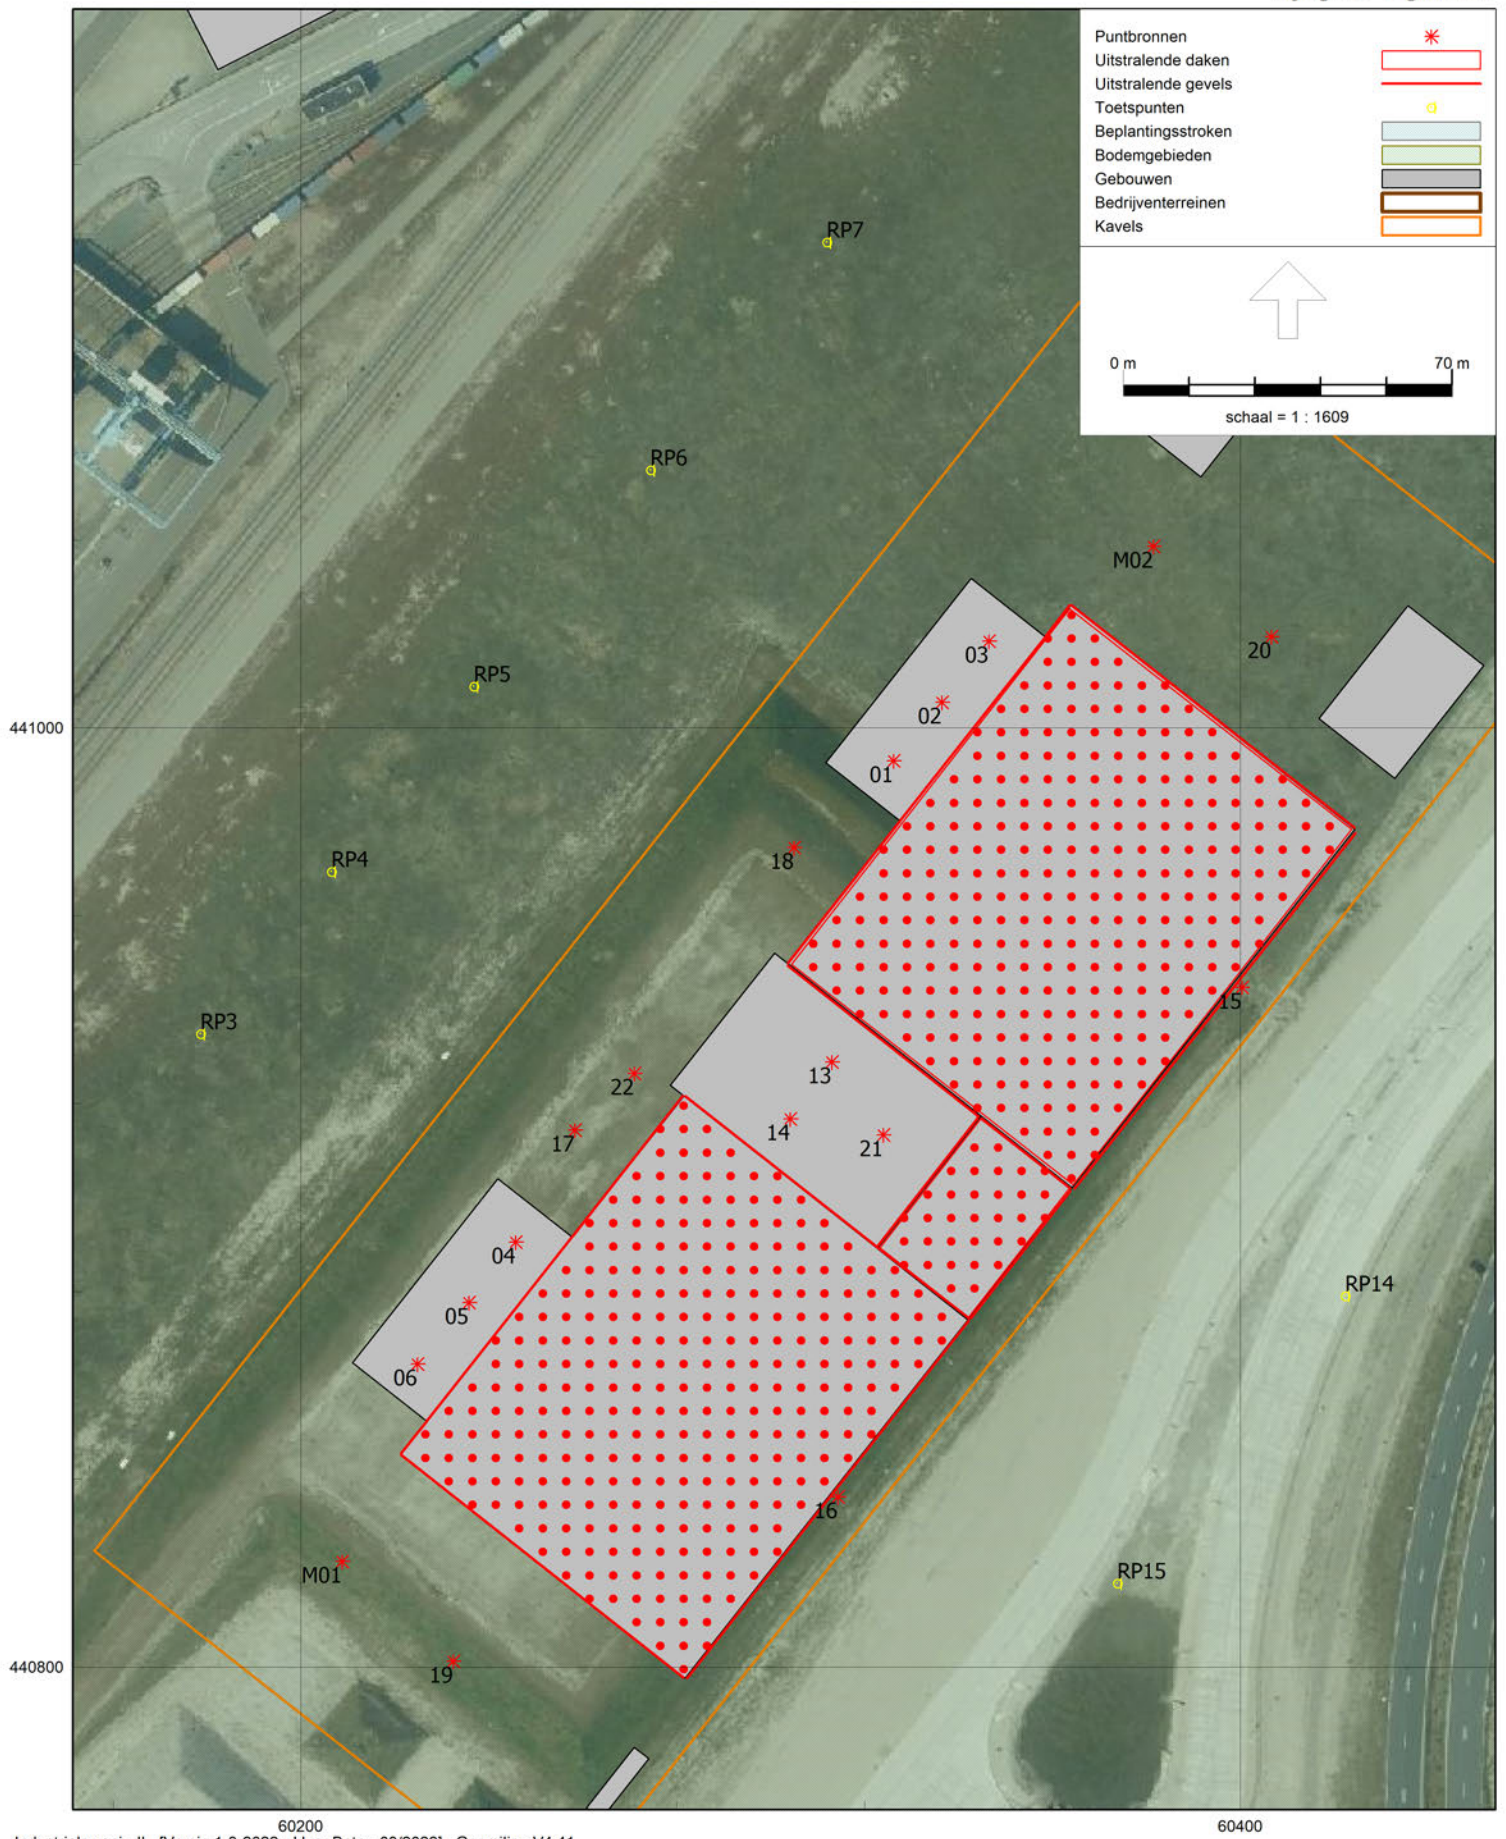 Puntbronnen
Uitstralende daken
Uitstralende gevels
Toetspunten
Beplantingsstroken
Bodemgebieden
Gebouwen
Bedrijventerreinen
Kavels
0 m 70 m
schaal = 1 : 1609
RP7
RP6
M02
20
03
RP5
02
441000
01
18
RP4
15
RP3
13
22
14
17
21
04
RP14
05
06
16
M01
RP15
19
440800
60200 60400